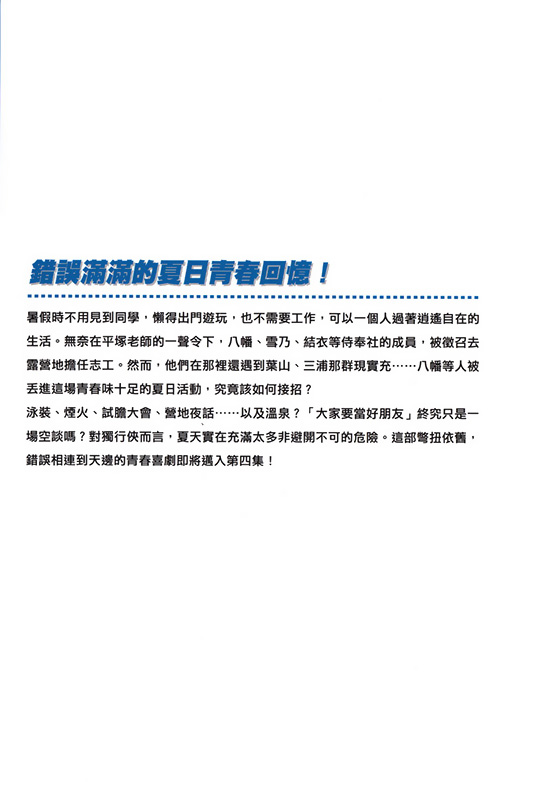 錯誤滿滿的夏日青春回憶！
暑假時不用見到同學，懶得出門遊玩，也不需要工作，可以一個人過著逍遙自在的
生活。無奈在平塚老師的一聲令下，八幡、雪乃、結衣等侍奉社的成員，被徵召去
露營地擔任志工。然而，他們在那裡還遇到葉山、三浦那群現實充……八幡等人被
丟進這場青春味十足的夏日活動，究竟該如何接招？
泳裝、煙火、試膽大會、營地夜話……以及溫泉？「大家要當好朋友」終究只是一
場空談嗎？對獨行俠而言，夏天實在充滿太多非避開不可的危險。這部彆扭依舊，
錯誤相連到天邊的青春喜劇即將邁入第四集！